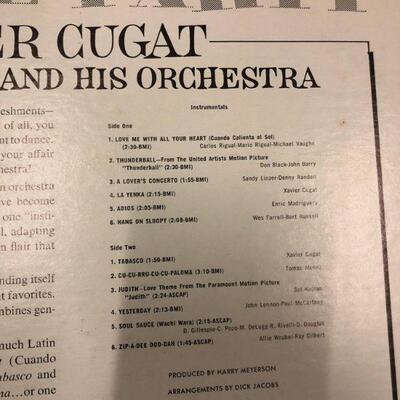 ER CUGAT
AND HIS ORCHESTRA
eshments—
of all, you
nt to dance.
your affair
chestra!
n orchestra
ve become
one "insti-
l, adapting
n flair that
nding itself
t favorites.
mbines gen-
much Latin
(Cuando
abasco and
ma...or one
Instrumentals
Side One
1. LOVE ME WITH ALL YOUR HEART (Cuando Calienta el Sol)
(2:30-BMI) Carlos Rigual-Mario Rigual-Michael Vaughn
2. THUNDERBALL—From The United Artists Motion Picture
"Thunderball" (2:30-BMI) Don Black-John Barry
3. A LOVER'S CONCERTO (1:55-BMI) Sandy Linzer-Denny Randell
4. LA YENKA (2:15-BMI) Xavier Cugat
5. ADIOS (2:05-BMI) Enric Madriguera
6. HANG ON SLOOPY (2:08-BMI) Wes Farrell-Bert Russell
Side Two
1. TABASCO (1:50-BMI) Xavier Cugat
2. CU-CU-RRU-CU-CU-PALOMA (3:10-BMI) Tomas Mendez
3. JUDITH—Love Theme From The Paramount Motion Picture
"Judith" (2:24-ASCAP) Sol Kaplan
4. YESTERDAY (2:13-BMI) John Lennon-Paul McCartney
5. SOUL SAUCE (Wachi Wara) (2:15-ASCAP)
D. Gillespie-C. Pozo-M. DeLugg-R. Rivelli-D. Douglas
6. ZIP-A-DEE DOO-DAH (1:45-ASCAP) Allie Wrubel-Ray Gilbert
PRODUCED BY HARRY MEYERSON
ARRANGEMENTS BY DICK JACOBS